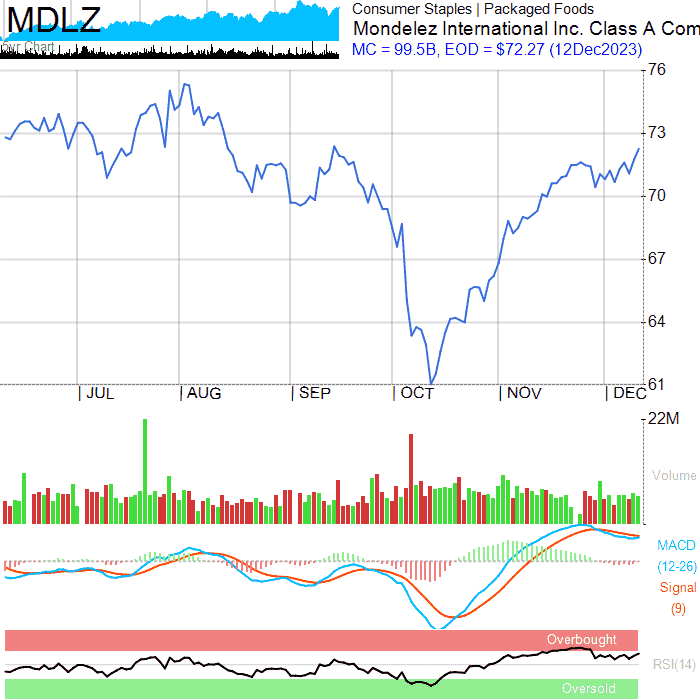 MDLZ
Consumer Staples | Packaged Foods
Mondelez International Inc. Class A Com
MC = 99.5B, EOD = $72.27 (12Dec2023)
Chart
76
73
70
67
64
61
| JUL | AUG | SEP | OCT | NOV | DEC
22M
Volume
MACD
(12-26)
Signal
(9)
Overbought
RSI(14)
Oversold